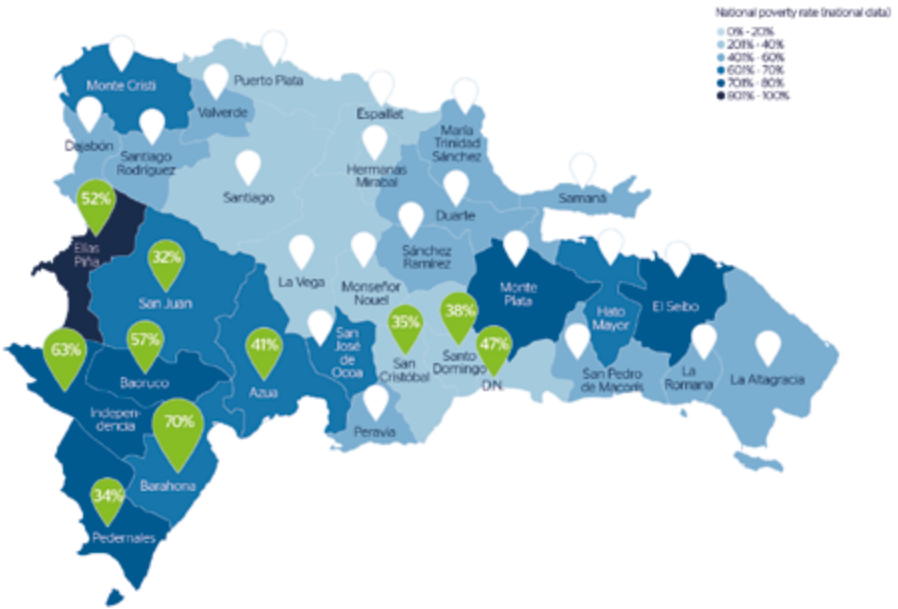 National poverty rate (national data)
0% - 20%
20.1% - 40%
40.1% - 60%
60.1% - 70%
70.1% - 80%
80.1% - 100%
Monte Cristi
Puerto Plata
Valverde
Espaillat
Dajabón
Santiago
Rodríguez
María
Trinidad
Sánchez
Hermanas
Mirabal
Santiago
Samaná
52%
Duarte
Elías
Piña
32%
Sánchez
Ramírez
La Vega
Monseñor
Nouel
Monte
Plata
San Juan
El Seibo
Hato
Mayor
63%
57%
41%
San
José
de
Ocoa
35%
38%
47%
Santo
Domingo
San
Cristóbal
D.N.
San Pedro
de Macorís
La
Romana
La Altagracia
Baoruco
Azua
Indepen-
dencia
70%
Peravia
Barahona
34%
Pedernales